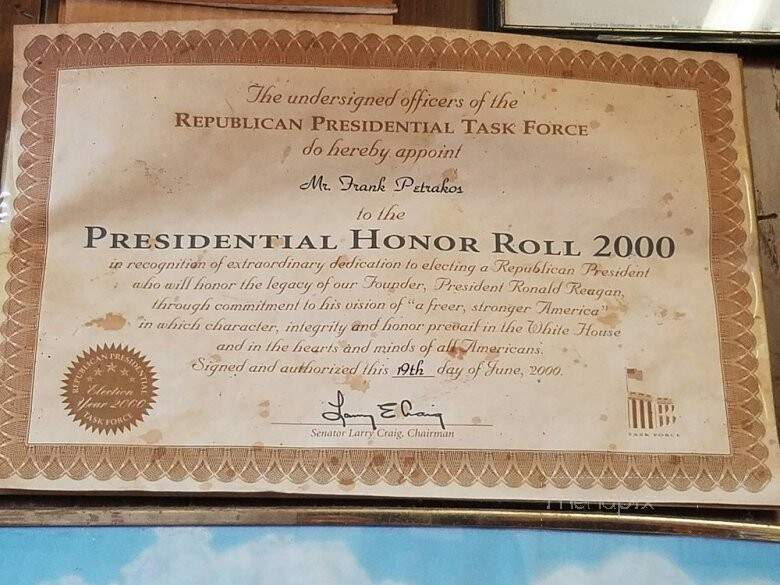 The undersigned officers of the
REPUBLICAN PRESIDENTIAL TASK FORCE
do hereby appoint
Mr. Frank Petrakos
to the
PRESIDENTIAL HONOR ROLL 2000
in recognition of extraordinary dedication to electing a Republican President
who will honor the legacy of our Founder, President Ronald Reagan,
through commitment to his vision of "a freer, stronger America"
in which character, integrity and honor prevail in the White House
and in the hearts and minds of all Americans.
Signed and authorized this 19th day of June, 2000.
REPUBLICAN PRESIDENTIAL
Election
Year 2000
TASK FORCE
Larry E Craig
Senator Larry Craig, Chairman
TASK FORCE
menupix